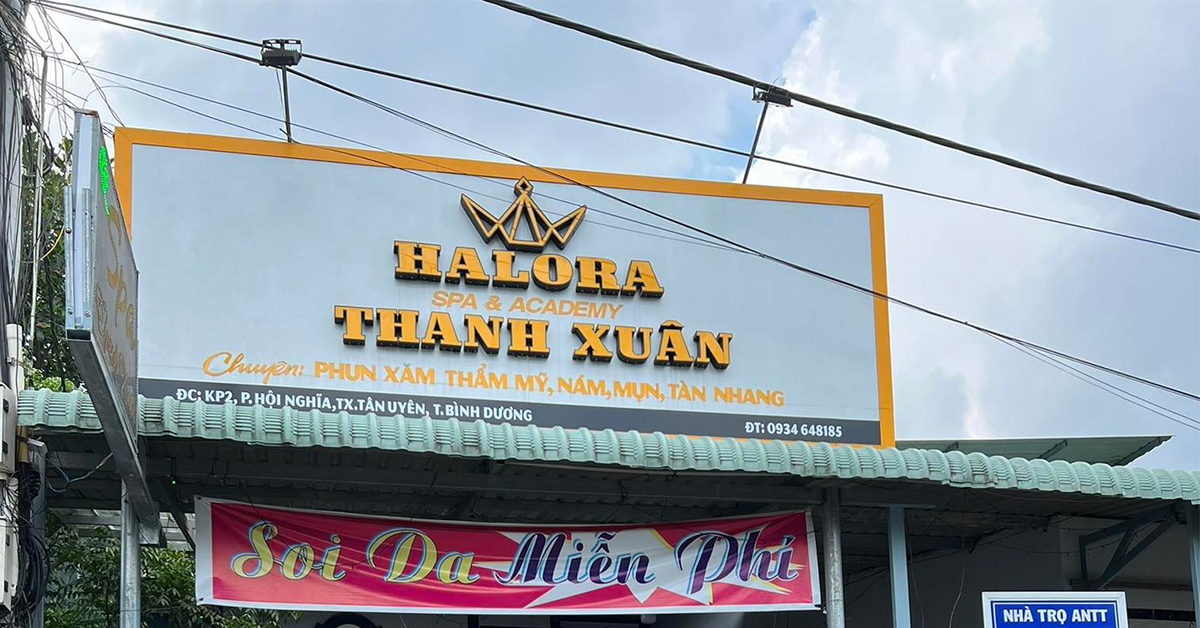 HALORA
SPA & ACADEMY
THANH XUÂN
Chuyên: PHUN XĂM THẨM MỸ, NÁM, MỤN, TÀN NHANG
ĐC: KP2, P. HỘI NGHĨA,TX.TÂN UYÊN, T.BÌNH DƯƠNG
ĐT: 0934 648185
Spa
Soi Da Miễn Phí
NHÀ TRỌ ANTT